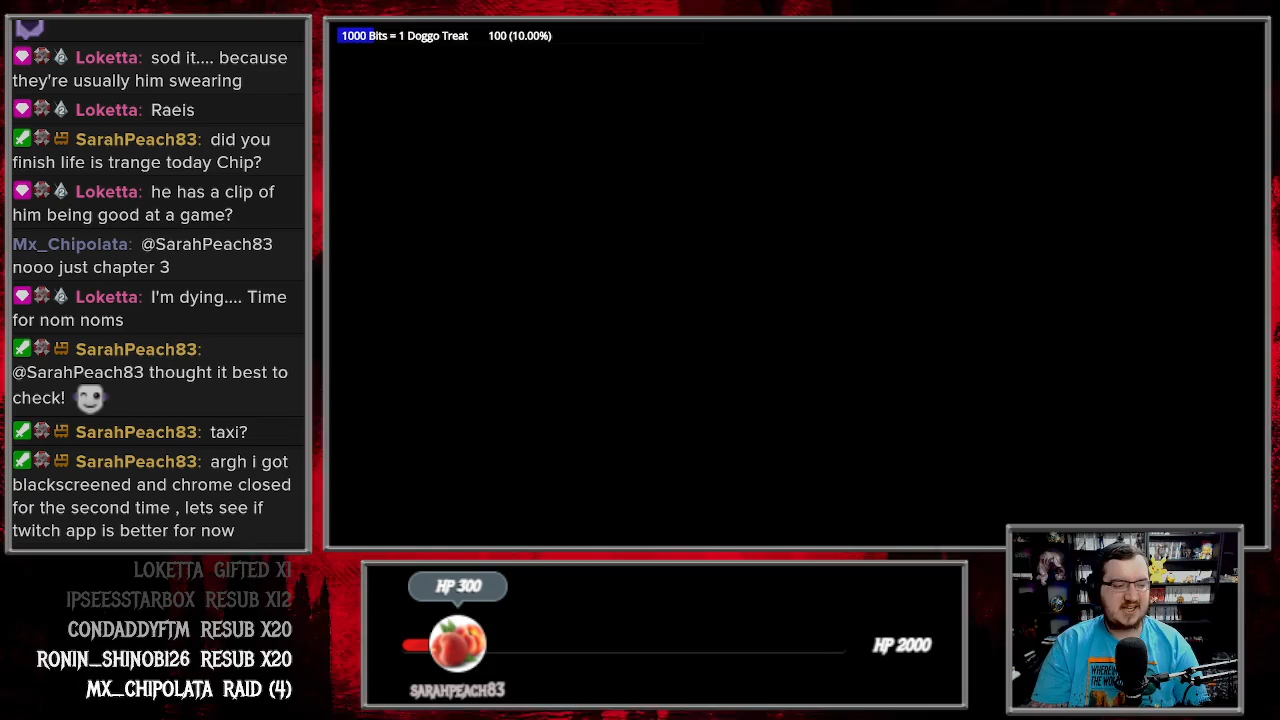 Loketta: sod it.... because
they're usually him swearing
Loketta: Raeis
SarahPeach83: did you
finish life is trange today Chip?
Loketta: he has a clip of
him being good at a game?
Mx_Chipolata: @SarahPeach83
nooo just chapter 3
Loketta: I'm dying.... Time
for nom noms
SarahPeach83:
@SarahPeach83 thought it best to
check!
SarahPeach83: taxi?
SarahPeach83: argh i got
blackscreened and chrome closed
for the second time , lets see if
twitch app is better for now
LOKETTA GIFTED X1
IPSEESSTARBOX RESUB X12
CONDADDYFTM RESUB X20
RONIN_SHINOBI26 RESUB X20
MX_CHIPOLATA RAID (4)
1000 Bits = 1 Doggo Treat 100 (10.00%)
HP 300
HP 2000
SARAHPEACH83